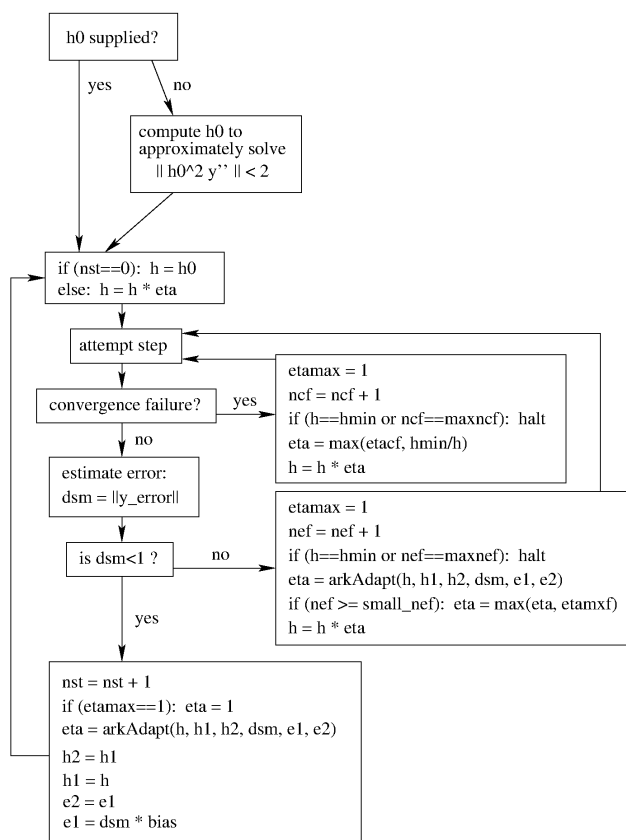 h0 supplied?
yes
no
compute h0 to
approximately solve
|| h0^2 y’’ || < 2
if (nst==0):  h = h0
else:  h = h * eta
attempt step
convergence failure?
yes
etamax = 1
ncf = ncf + 1
if (h==hmin or ncf==maxncf):  halt
eta = max(etacf, hmin/h)
h = h * eta
no
estimate error:
dsm = ||y_error||
is dsm<1 ?
no
etamax = 1
nef = nef + 1
if (h==hmin or nef==maxnef):  halt
eta = arkAdapt(h, h1, h2, dsm, e1, e2)
if (nef >= small_nef):  eta = max(eta, etamxf)
h = h * eta
yes
nst = nst + 1
if (etamax==1):  eta = 1
eta = arkAdapt(h, h1, h2, dsm, e1, e2)
h2 = h1
h1 = h
e2 = e1
e1 = dsm * bias